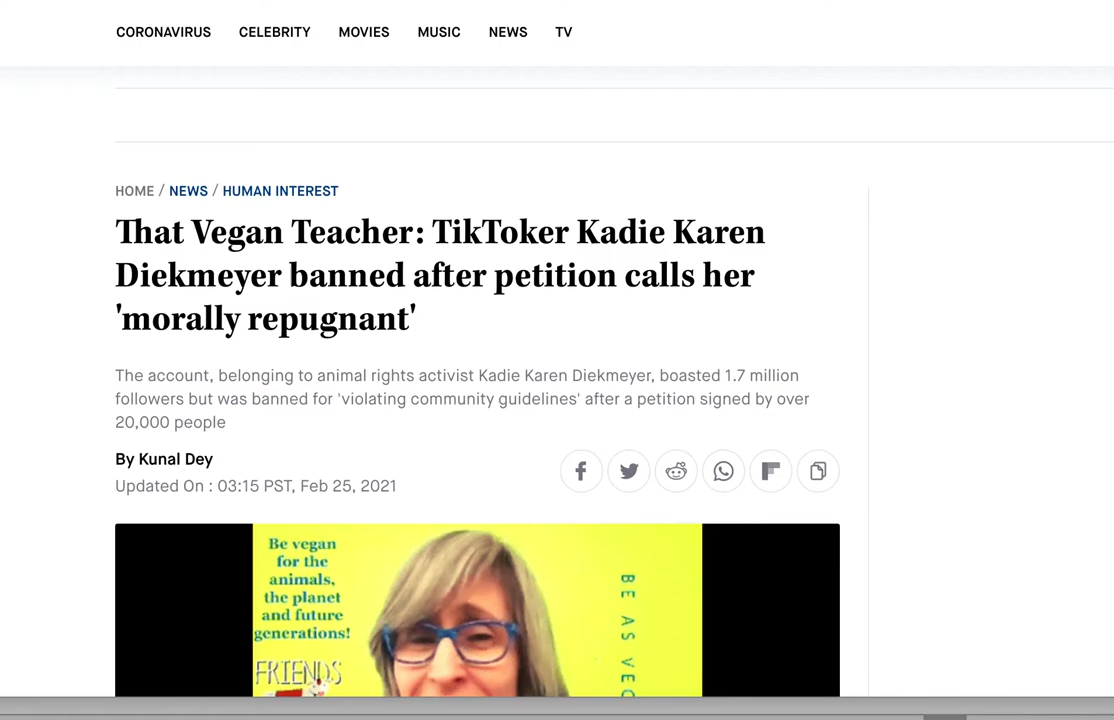 CORONAVIRUS CELEBRITY MOVIES MUSIC NEWS TV
HOME / NEWS / HUMAN INTEREST
That Vegan Teacher: TikToker Kadie Karen
Diekmeyer banned after petition calls her
'morally repugnant'
The account, belonging to animal rights activist Kadie Karen Diekmeyer, boasted 1.7 million
followers but was banned for 'violating community guidelines' after a petition signed by over
20,000 people
By Kunal Dey
Updated On : 03:15 PST, Feb 25, 2021
Be vegan
for the
animals,
the planet
and future
generations!
FRIENDS
BE AS VEG